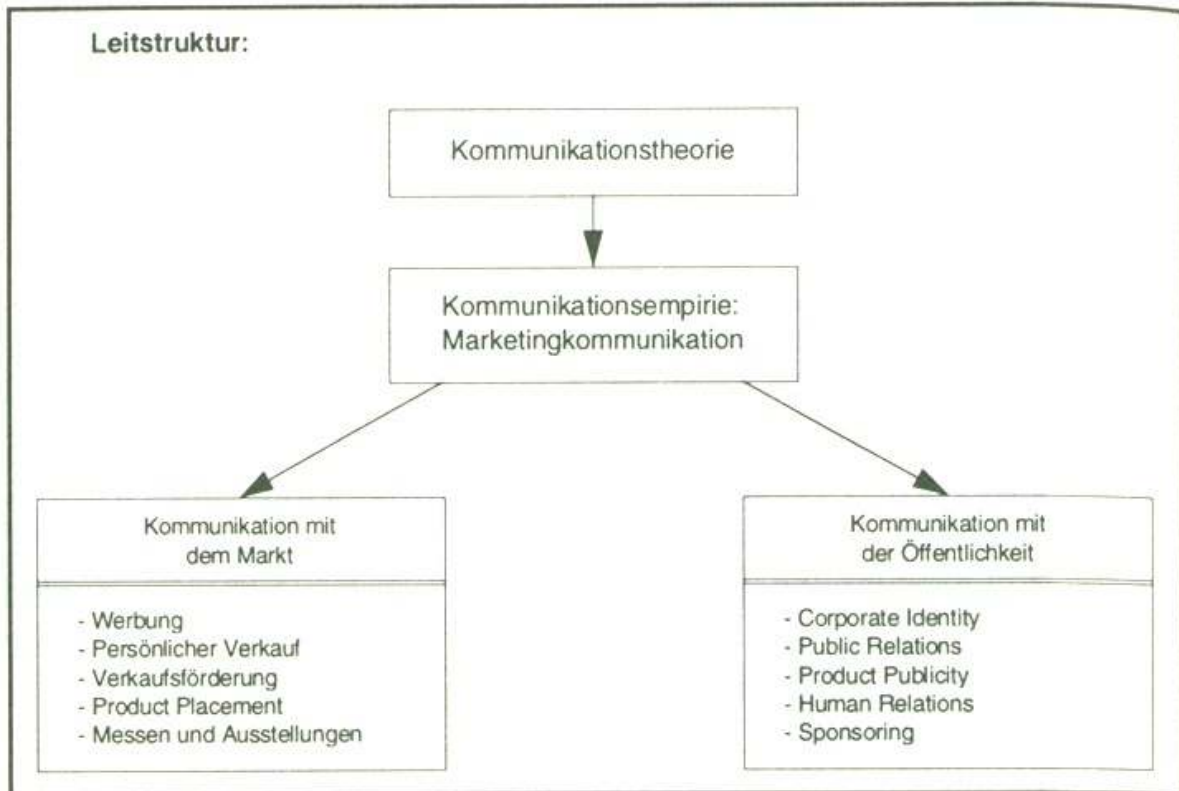 Leitstruktur:
Kommunikationstheorie
Kommunikationsempirie:
Marketingkommunikation
Kommunikation mit
dem Markt
- Werbung
- Persönlicher Verkauf
- Verkaufsförderung
- Product Placement
- Messen und Ausstellungen
Kommunikation mit
der Öffentlichkeit
- Corporate Identity
- Public Relations
- Product Publicity
- Human Relations
- Sponsoring